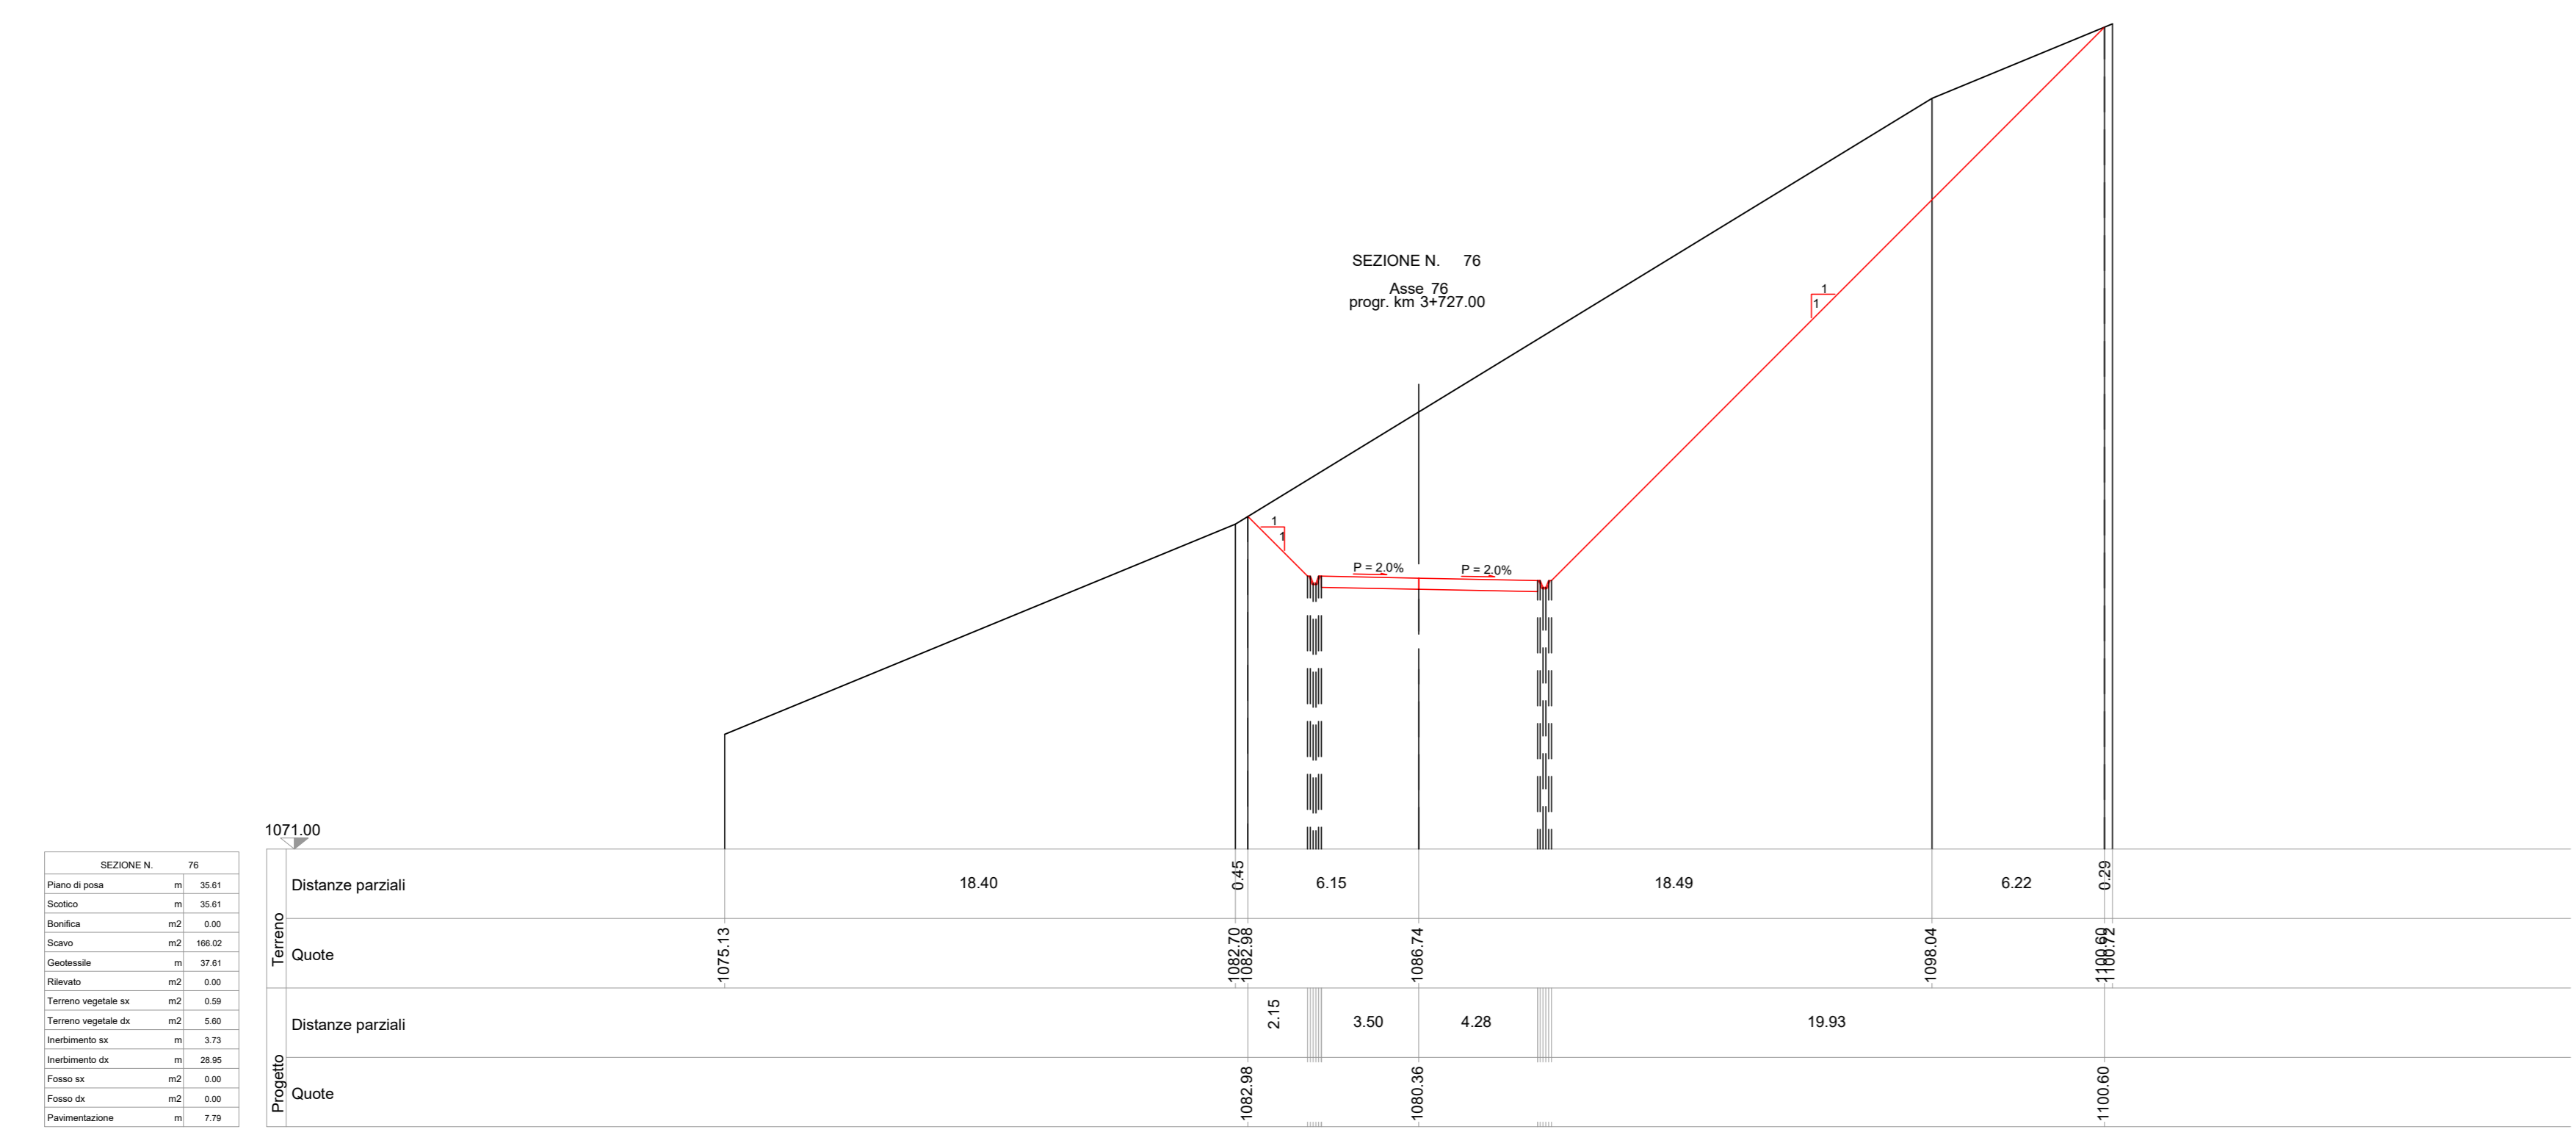 SEZIONE N. 76
Asse 76
progr. km 3+727.00
1
1
1
1
P = 2.0%
P = 2.0%
1071.00
SEZIONE N. 76
Piano di posa m 35.61
Scotico m 35.61
Bonifica m2 0.00
Scavo m2 166.02
Geotessile m 37.61
Rilevato m2 0.00
Terreno vegetale sx m2 0.59
Terreno vegetale dx m2 5.60
Inerbimento sx m 3.73
Inerbimento dx m 28.95
Fosso sx m2 0.00
Fosso dx m2 0.00
Pavimentazione m 7.79
Terreno
Distanze parziali 18.40 0.45 6.15 18.49 6.22 0.29
Quote 1075.13 1082.70 1082.98 1086.74 1098.04 1100.60 1100.72
Progetto
Distanze parziali 2.15 3.50 4.28 19.93
Quote 1082.98 1080.36 1100.60